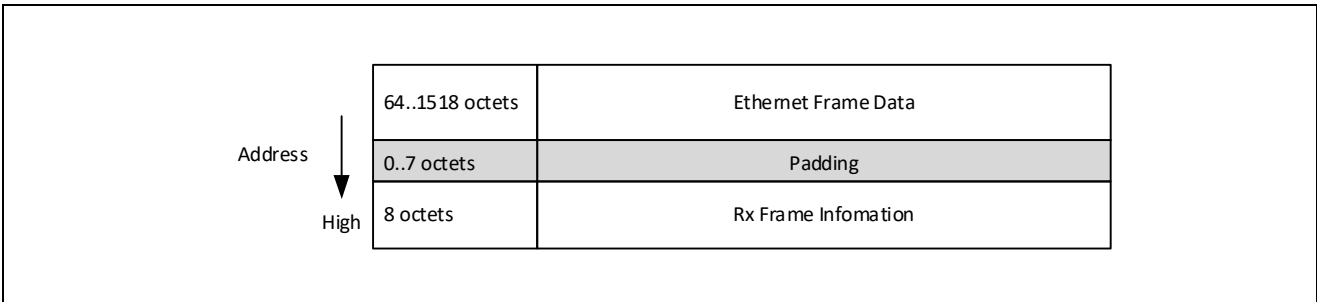 64..1518 octets Ethernet Frame Data
Address
0..7 octets Padding
High
8 octets Rx Frame Infomation